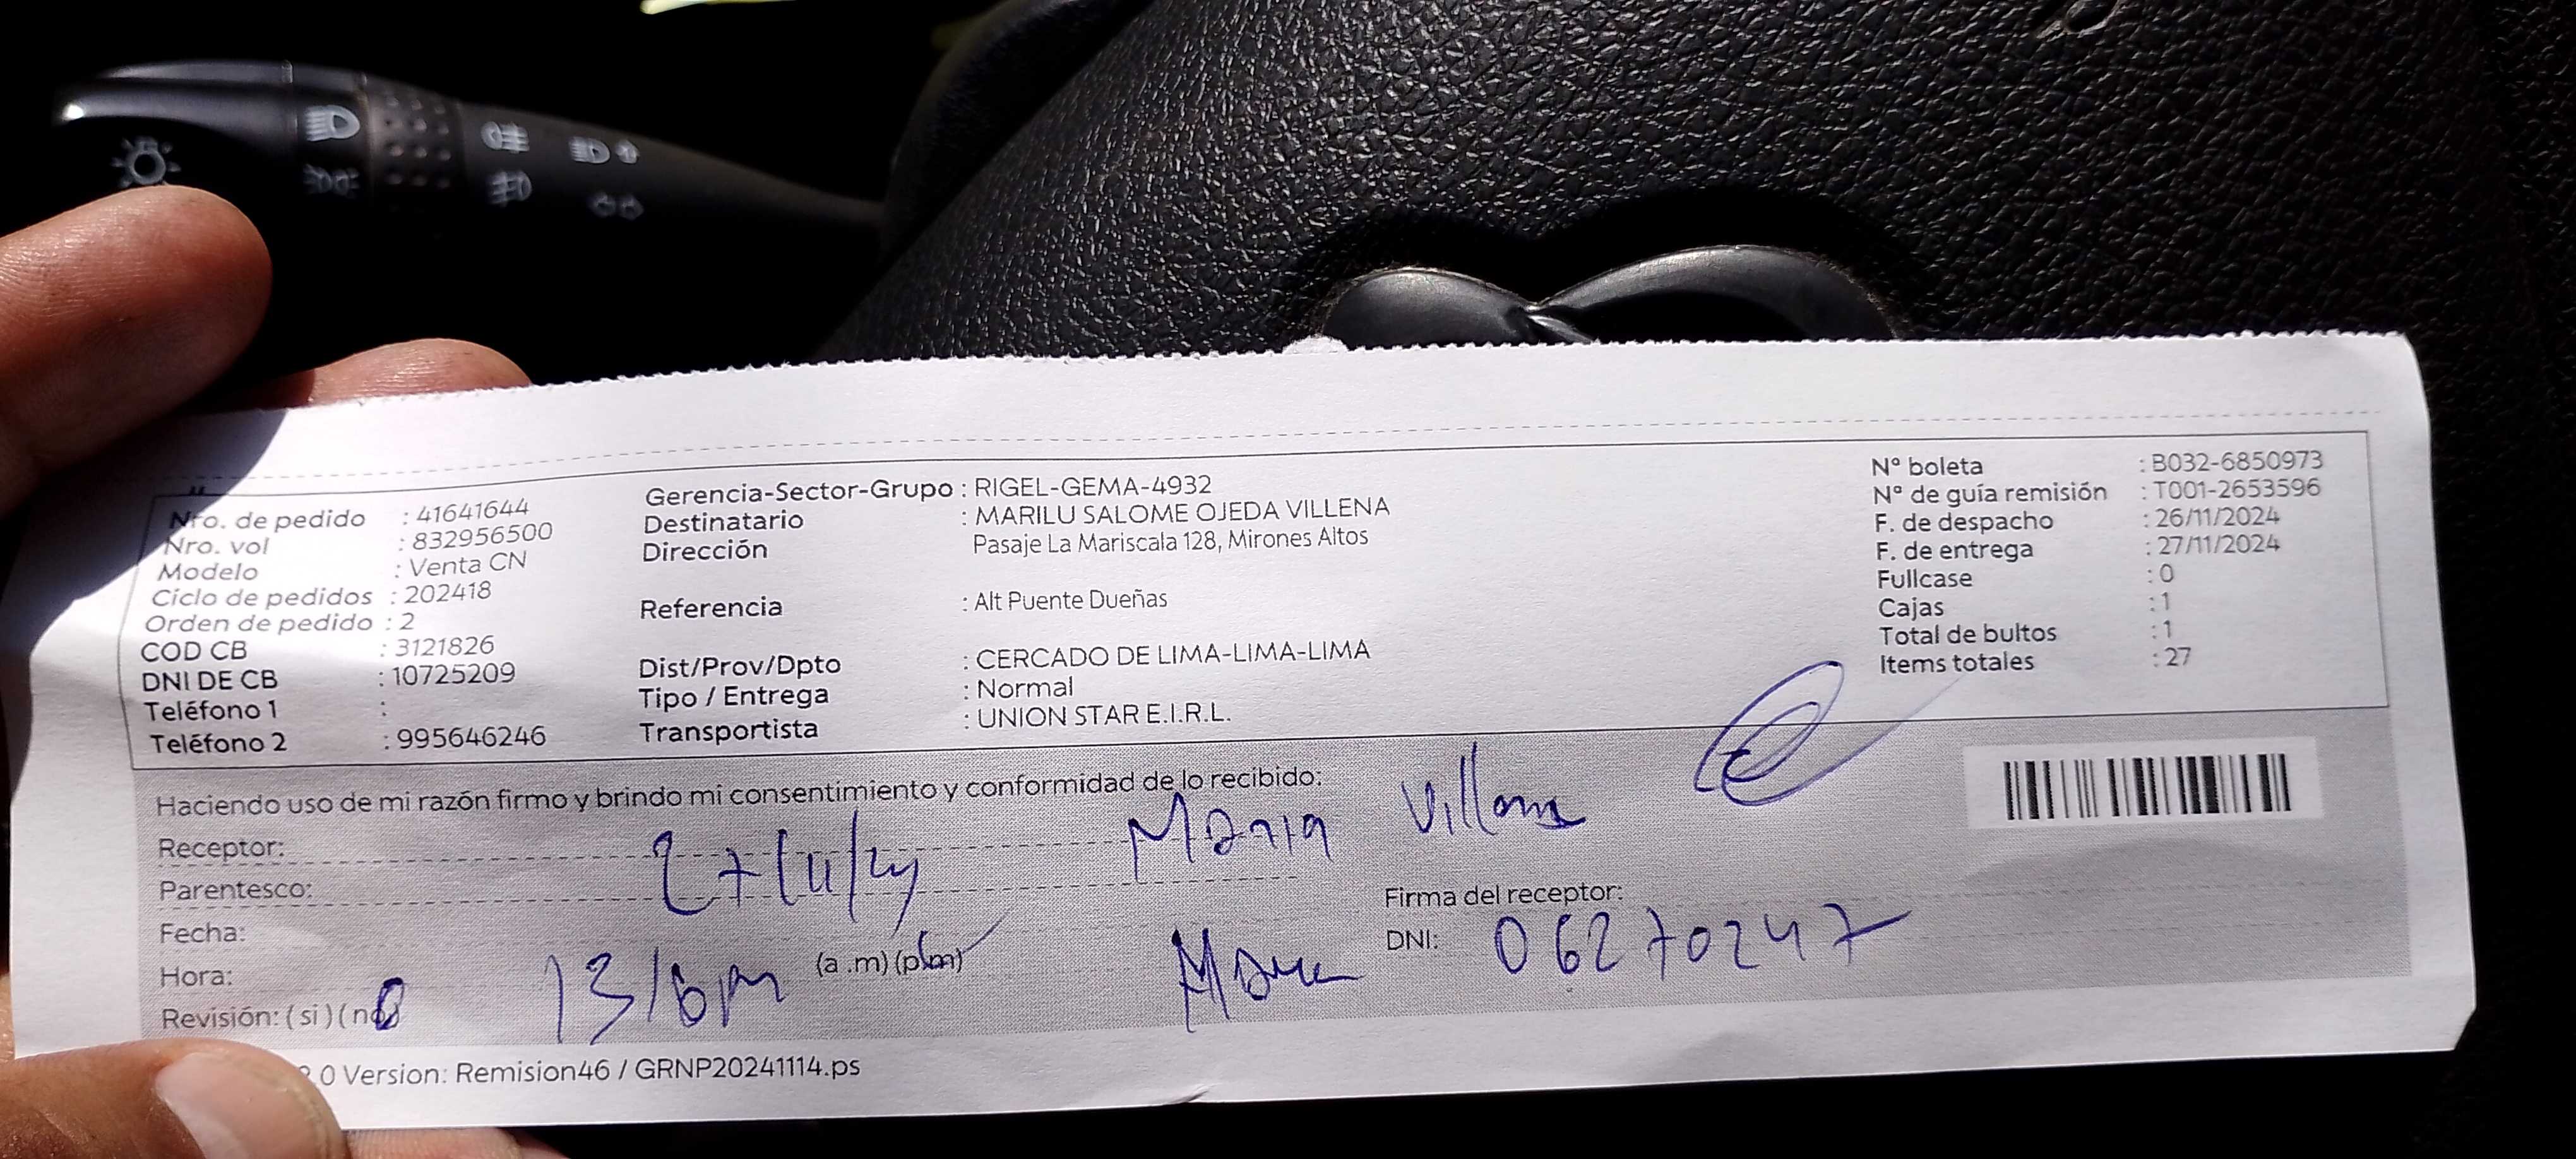 Nro. de pedido : 41641644
Nro. vol : 832956500
Modelo : Venta CN
Ciclo de pedidos : 202418
Orden de pedido : 2
COD CB : 3121826
DNI DE CB : 10725209
Teléfono 1 :
Teléfono 2 : 995646246
Gerencia-Sector-Grupo : RIGEL-GEMA-4932
Destinatario : MARILU SALOME OJEDA VILLENA
Dirección Pasaje La Mariscala 128, Mirones Altos
Referencia : Alt Puente Dueñas
Dist/Prov/Dpto : CERCADO DE LIMA-LIMA-LIMA
Tipo / Entrega : Normal
Transportista : UNION STAR E.I.R.L.
N° boleta : B032-6850973
N° de guía remisión : T001-2653596
F. de despacho : 26/11/2024
F. de entrega : 27/11/2024
Fullcase : 0
Cajas : 1
Total de bultos : 1
Items totales : 27
Haciendo uso de mi razón firmo y brindo mi consentimiento y conformidad de lo recibido:
Receptor: Maria Villena
Parentesco: 27/11/24
Fecha:
Hora: (a .m) (p.m)
Revisión: ( si ) ( no )
Firma del receptor:
DNI: 06270247
.0 Version: Remision46 / GRNP20241114.ps